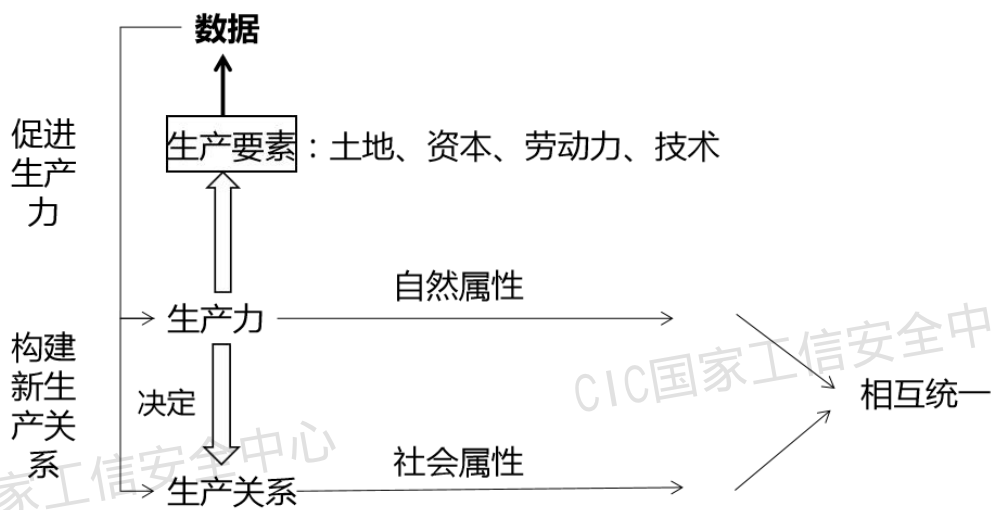 数据
促进
生产
力
生产要素：土地、资本、劳动力、技术
自然属性
生产力
构建
新生
产关
系
决定
CIC国家工信安全中
相互统一
家工信安全中心
社会属性
生产关系